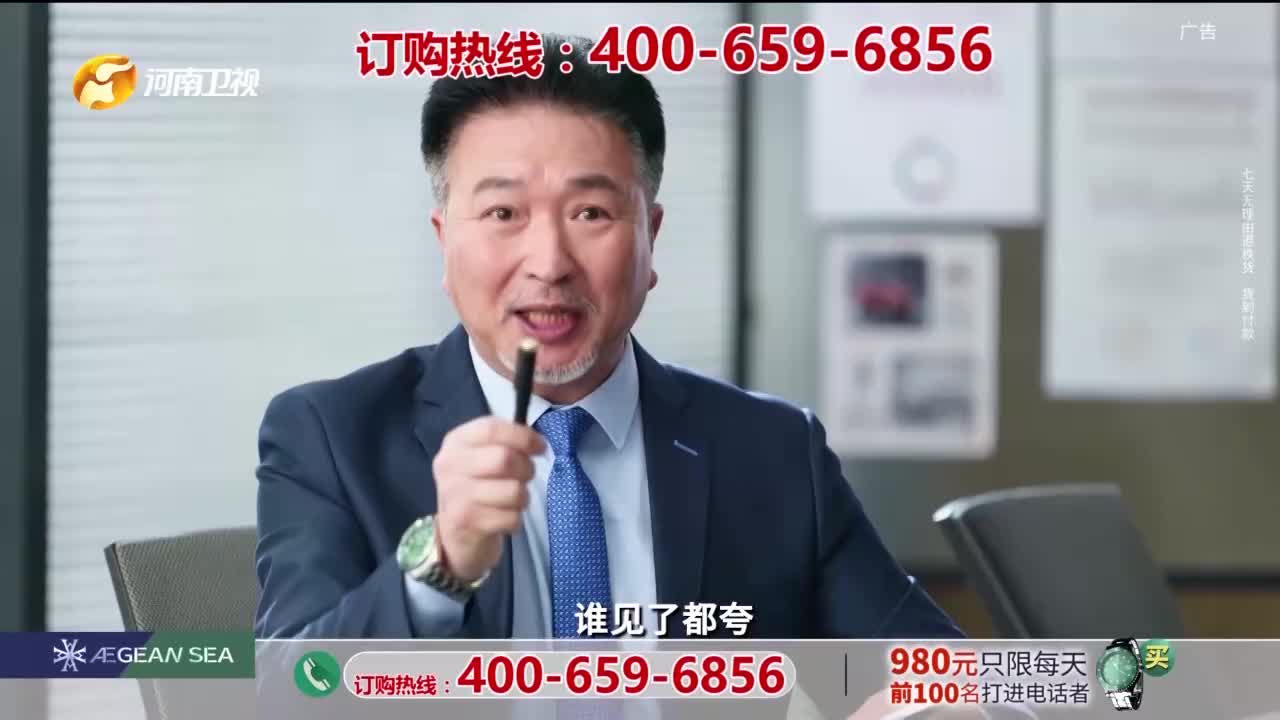 订购热线：400-659-6856
广告
河南卫视
七天无理由退换货 货到付款
谁见了都夸
ÆGEAN SEA
订购热线：400-659-6856
980元只限每天
前100名打进电话者
买